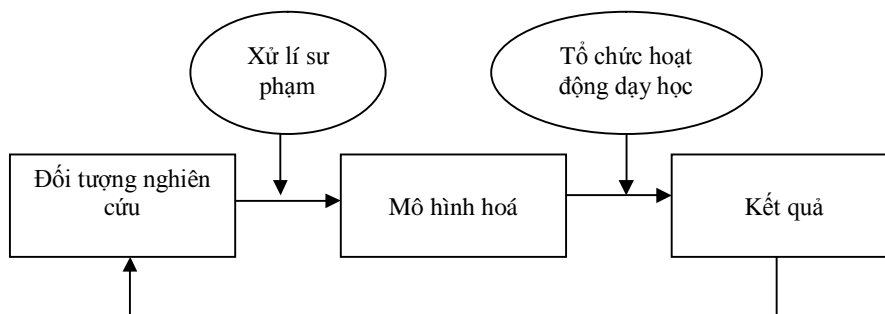 Xử lí sư
phạm
Tổ chức hoạt
động dạy học
Đối tượng nghiên
cứu
Mô hình hoá
Kết quả